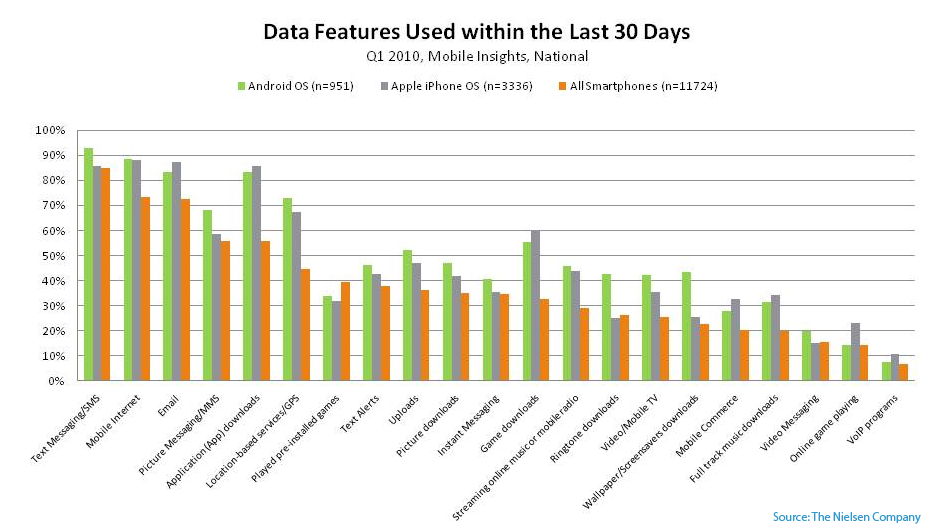 Data Features Used within the Last 30 Days
Q1 2010, Mobile Insights, National
Android OS (n=951) Apple iPhone OS (n=3336) All Smartphones (n=11724)
100%
90%
80%
70%
60%
50%
40%
30%
20%
10%
0%
Text Messaging/SMS
Mobile Internet
Email
Picture Messaging/MMS
Application (App) downloads
Location-based services/GPS
Played pre-installed games
Text Alerts
Uploads
Picture downloads
Instant Messaging
Game downloads
Streaming online music or mobile radio
Ringtone downloads
Video/Mobile TV
Wallpaper/Screensavers downloads
Mobile Commerce
Full track music downloads
Video Messaging
Online game playing
VoIP programs
Source: The Nielsen Company